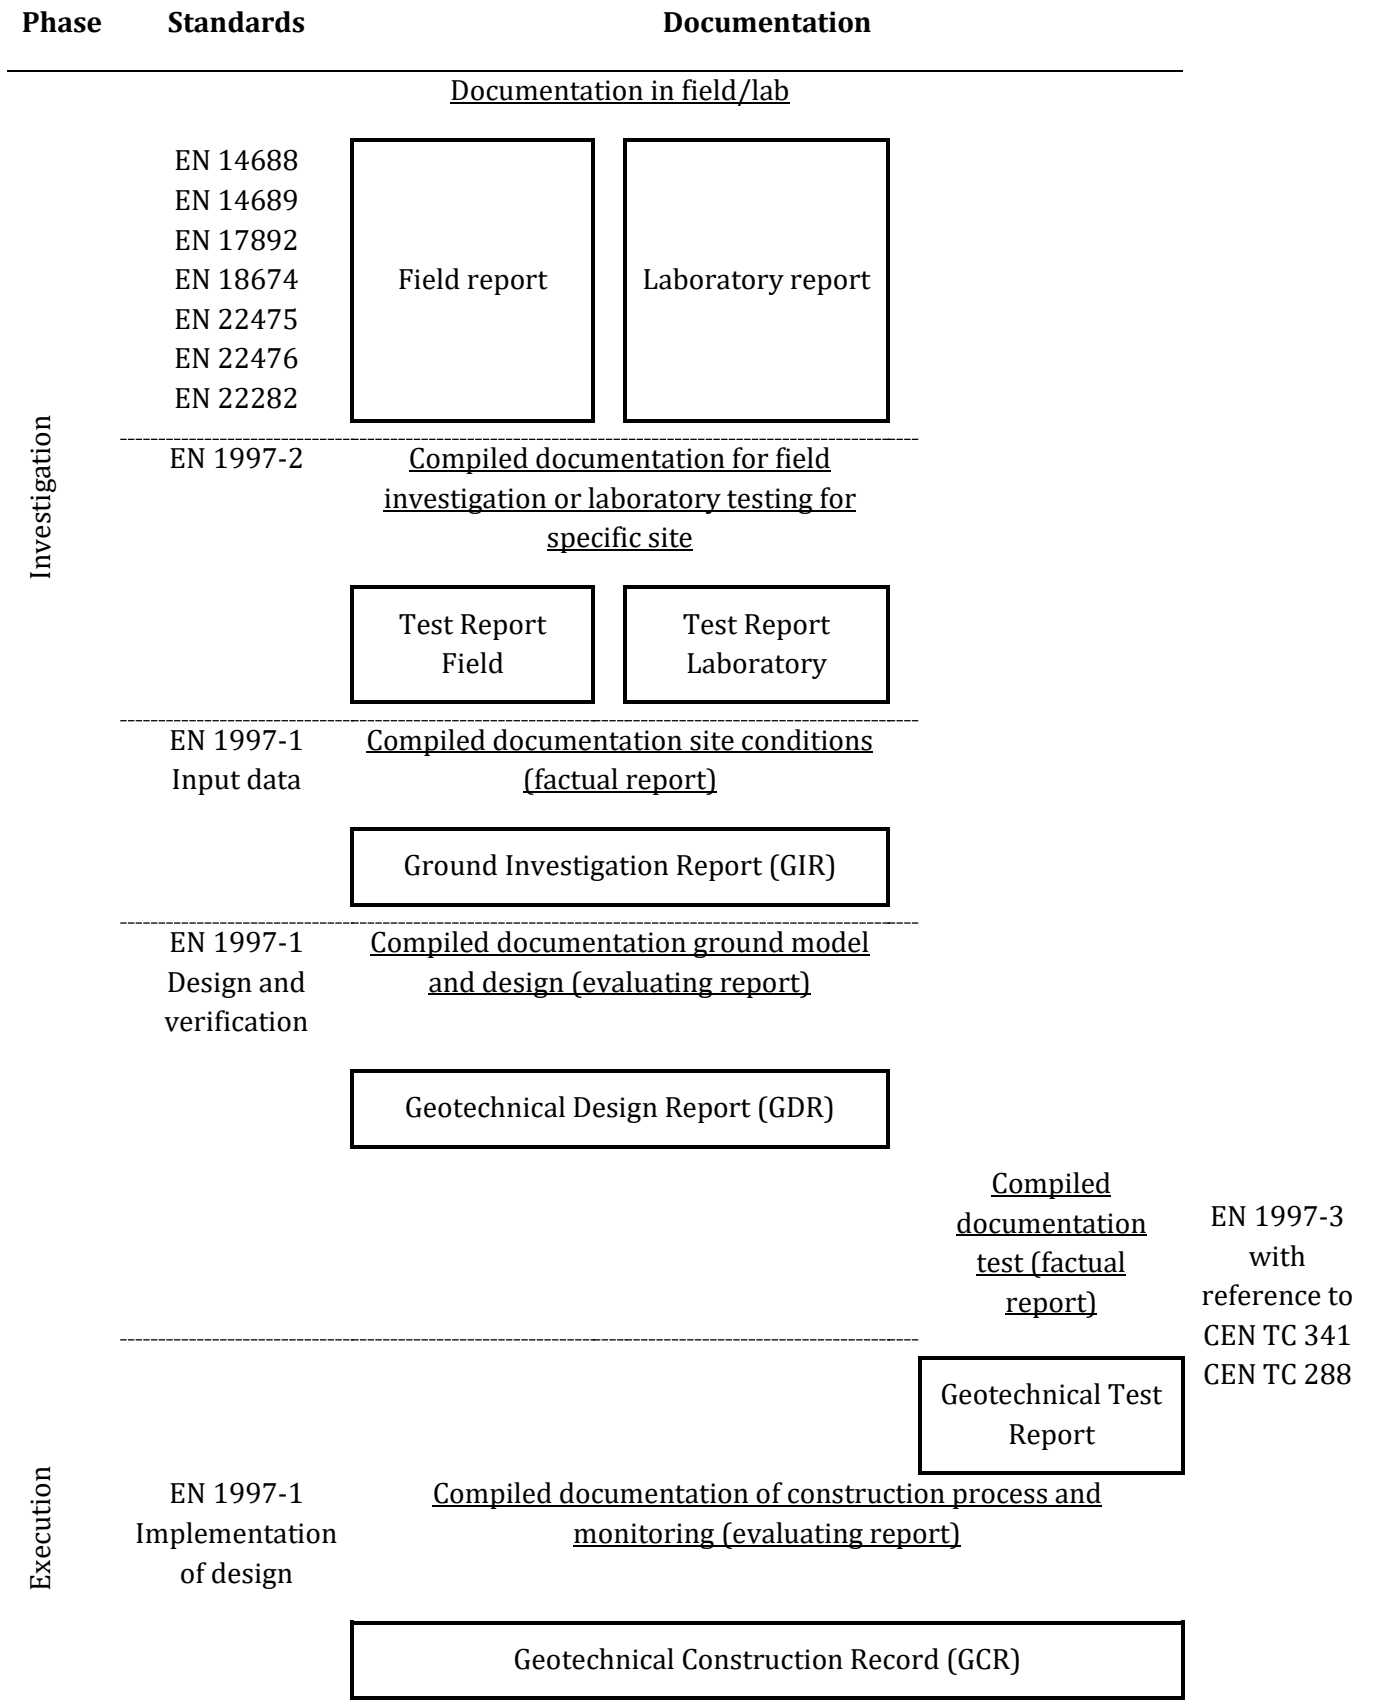 Phase Standards Documentation
Documentation in field/lab
EN 14688
EN 14689
EN 17892
EN 18674
EN 22475
EN 22476
EN 22282
Field report
Laboratory report
Investigation
EN 1997-2
Compiled documentation for field
investigation or laboratory testing for
specific site
Test Report
Field
Test Report
Laboratory
EN 1997-1
Input data
Compiled documentation site conditions
(factual report)
Ground Investigation Report (GIR)
EN 1997-1
Design and
verification
Compiled documentation ground model
and design (evaluating report)
Geotechnical Design Report (GDR)
Compiled
documentation
test (factual
report)
EN 1997-3
with
reference to
CEN TC 341
CEN TC 288
Geotechnical Test
Report
Execution
EN 1997-1
Implementation
of design
Compiled documentation of construction process and
monitoring (evaluating report)
Geotechnical Construction Record (GCR)